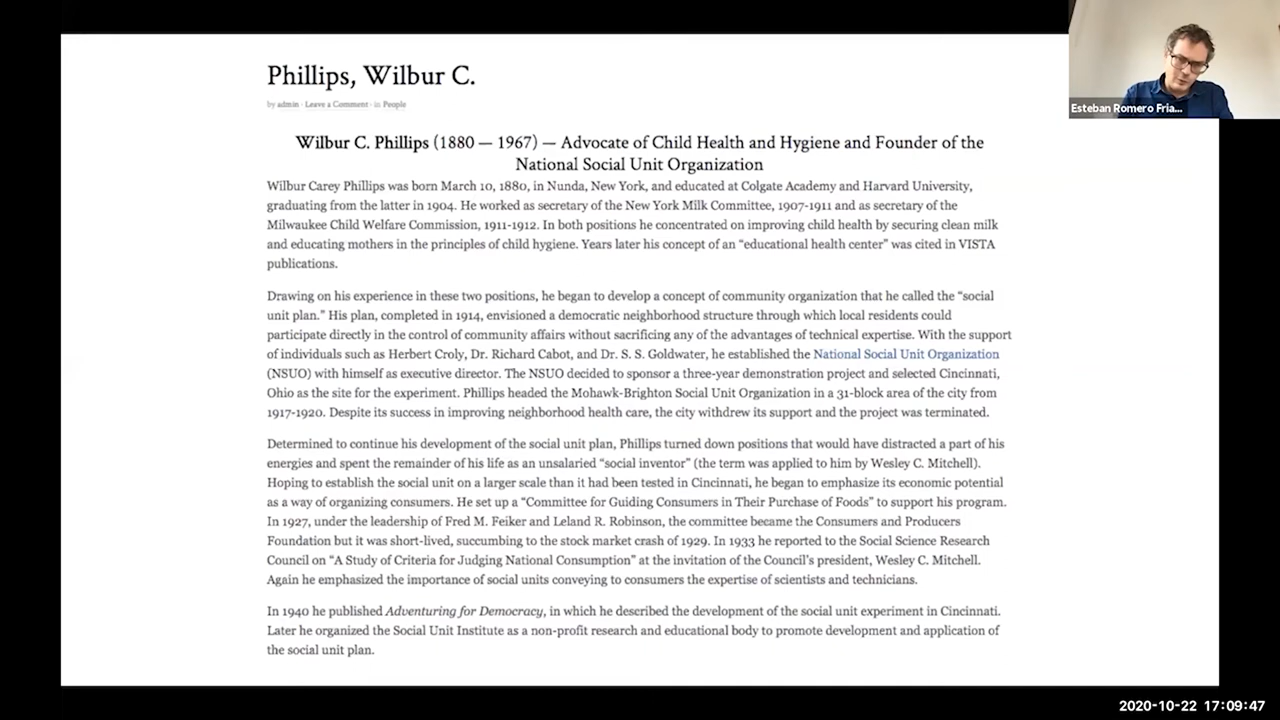 Phillips, Wilbur C.
by admin · Leave a Comment · in People
Wilbur C. Phillips (1880 — 1967) — Advocate of Child Health and Hygiene and Founder of the
National Social Unit Organization
Wilbur Carey Phillips was born March 10, 1880, in Nunda, New York, and educated at Colgate Academy and Harvard University,
graduating from the latter in 1904. He worked as secretary of the New York Milk Committee, 1907-1911 and as secretary of the
Milwaukee Child Welfare Commission, 1911-1912. In both positions he concentrated on improving child health by securing clean milk
and educating mothers in the principles of child hygiene. Years later his concept of an “educational health center” was cited in VISTA
publications.
Drawing on his experience in these two positions, he began to develop a concept of community organization that he called the “social
unit plan.” His plan, completed in 1914, envisioned a democratic neighborhood structure through which local residents could
participate directly in the control of community affairs without sacrificing any of the advantages of technical expertise. With the support
of individuals such as Herbert Croly, Dr. Richard Cabot, and Dr. S. S. Goldwater, he established the National Social Unit Organization
(NSUO) with himself as executive director. The NSUO decided to sponsor a three-year demonstration project and selected Cincinnati,
Ohio as the site for the experiment. Phillips headed the Mohawk-Brighton Social Unit Organization in a 31-block area of the city from
1917-1920. Despite its success in improving neighborhood health care, the city withdrew its support and the project was terminated.
Determined to continue his development of the social unit plan, Phillips turned down positions that would have distracted a part of his
energies and spent the remainder of his life as an unsalaried “social inventor” (the term was applied to him by Wesley C. Mitchell).
Hoping to establish the social unit on a larger scale than it had been tested in Cincinnati, he began to emphasize its economic potential
as a way of organizing consumers. He set up a “Committee for Guiding Consumers in Their Purchase of Foods” to support his program.
In 1927, under the leadership of Fred M. Feiker and Leland R. Robinson, the committee became the Consumers and Producers
Foundation but it was short-lived, succumbing to the stock market crash of 1929. In 1933 he reported to the Social Science Research
Council on “A Study of Criteria for Judging National Consumption” at the invitation of the Council’s president, Wesley C. Mitchell.
Again he emphasized the importance of social units conveying to consumers the expertise of scientists and technicians.
In 1940 he published Adventuring for Democracy, in which he described the development of the social unit experiment in Cincinnati.
Later he organized the Social Unit Institute as a non-profit research and educational body to promote development and application of
the social unit plan.
Esteban Romero Fria...
2020-10-22 17:09:47